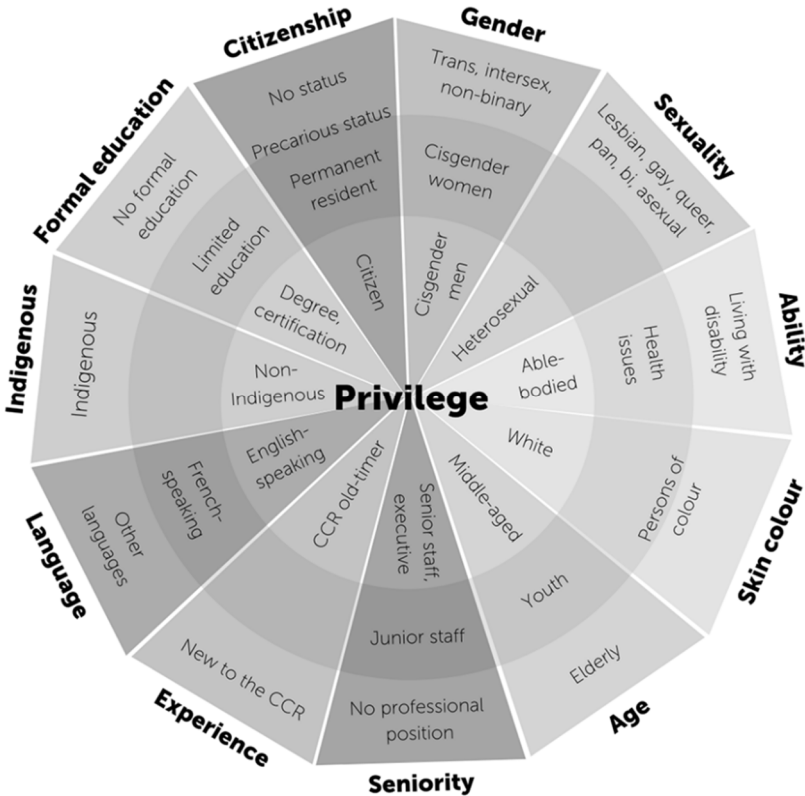 Citizenship
No status
Precarious status
Permanent
resident
Citizen
Gender
Trans, intersex,
non-binary
Cisgender
women
Cisgender
men
Sexuality
Lesbian, gay, queer,
pan, bi, asexual
Heterosexual
Ability
Living with
disability
Health
issues
Able-
bodied
Skin colour
Persons of
colour
White
Age
Elderly
Youth
Middle-aged
Seniority
No professional
position
Junior staff
Senior staff,
executive
Experience
New to the CCR
CCR old-timer
Language
Other
languages
French-
speaking
English-
speaking
Indigenous
Indigenous
Non-
Indigenous
Formal education
No formal
education
Limited
education
Degree,
certification
Privilege